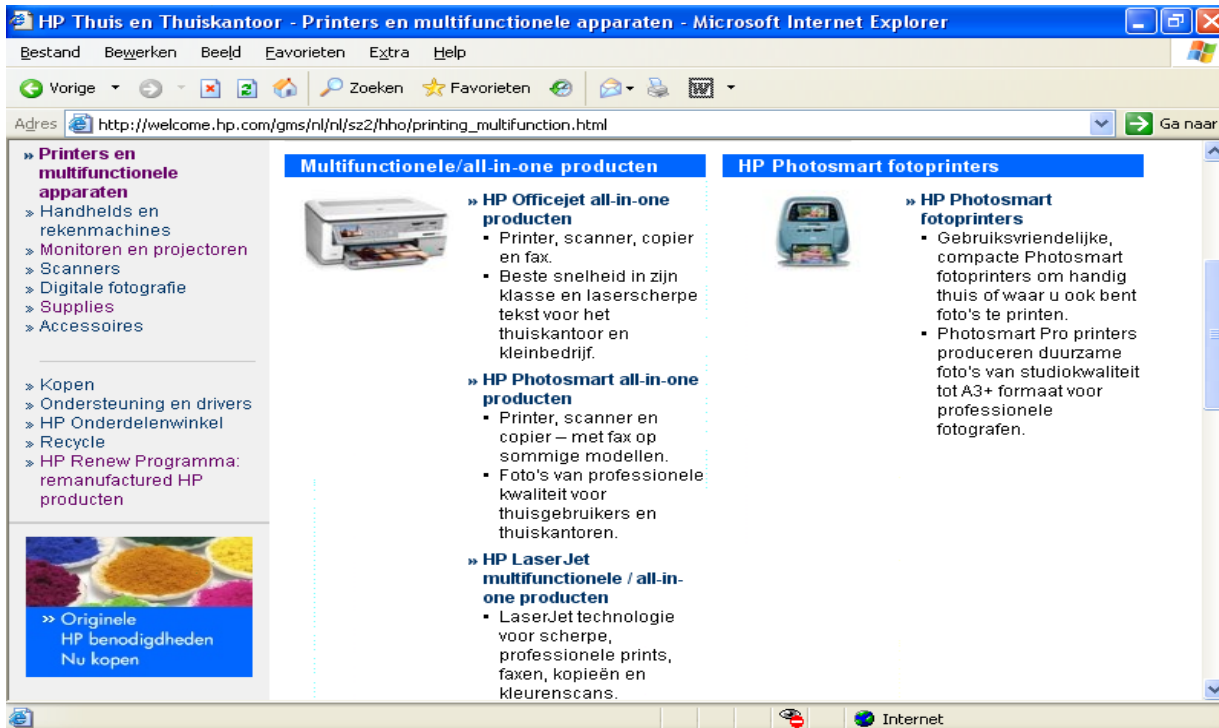 HP Thuis en Thuiskantoor - Printers en multifunctionele apparaten - Microsoft Internet Explorer
Bestand Bewerken Beeld Favorieten Extra Help
Vorige Zoeken Favorieten
Adres http://welcome.hp.com/gms/nl/nl/sz2/hho/printing_multifunction.html Ga naar
» Printers en
multifunctionele
apparaten
» Handhelds en
rekenmachines
» Monitoren en projectoren
» Scanners
» Digitale fotografie
» Supplies
» Accessoires
» Kopen
» Ondersteuning en drivers
» HP Onderdelenwinkel
» Recycle
» HP Renew Programma:
remanufactured HP
producten
» Originele
HP benodigdheden
Nu kopen
Multifunctionele/all-in-one producten
» HP Officejet all-in-one
producten
▪ Printer, scanner, copier
en fax.
▪ Beste snelheid in zijn
klasse en laserscherpe
tekst voor het
thuiskantoor en
kleinbedrijf.
» HP Photosmart all-in-one
producten
▪ Printer, scanner en
copier – met fax op
sommige modellen.
▪ Foto's van professionele
kwaliteit voor
thuisgebruikers en
thuiskantoren.
» HP LaserJet
multifunctionele / all-in-
one producten
▪ LaserJet technologie
voor scherpe,
professionele prints,
faxen, kopieën en
kleurenscans.
HP Photosmart fotoprinters
» HP Photosmart
fotoprinters
▪ Gebruiksvriendelijke,
compacte Photosmart
fotoprinters om handig
thuis of waar u ook bent
foto's te printen.
▪ Photosmart Pro printers
produceren duurzame
foto's van studiokwaliteit
tot A3+ formaat voor
professionele
fotografen.
Internet